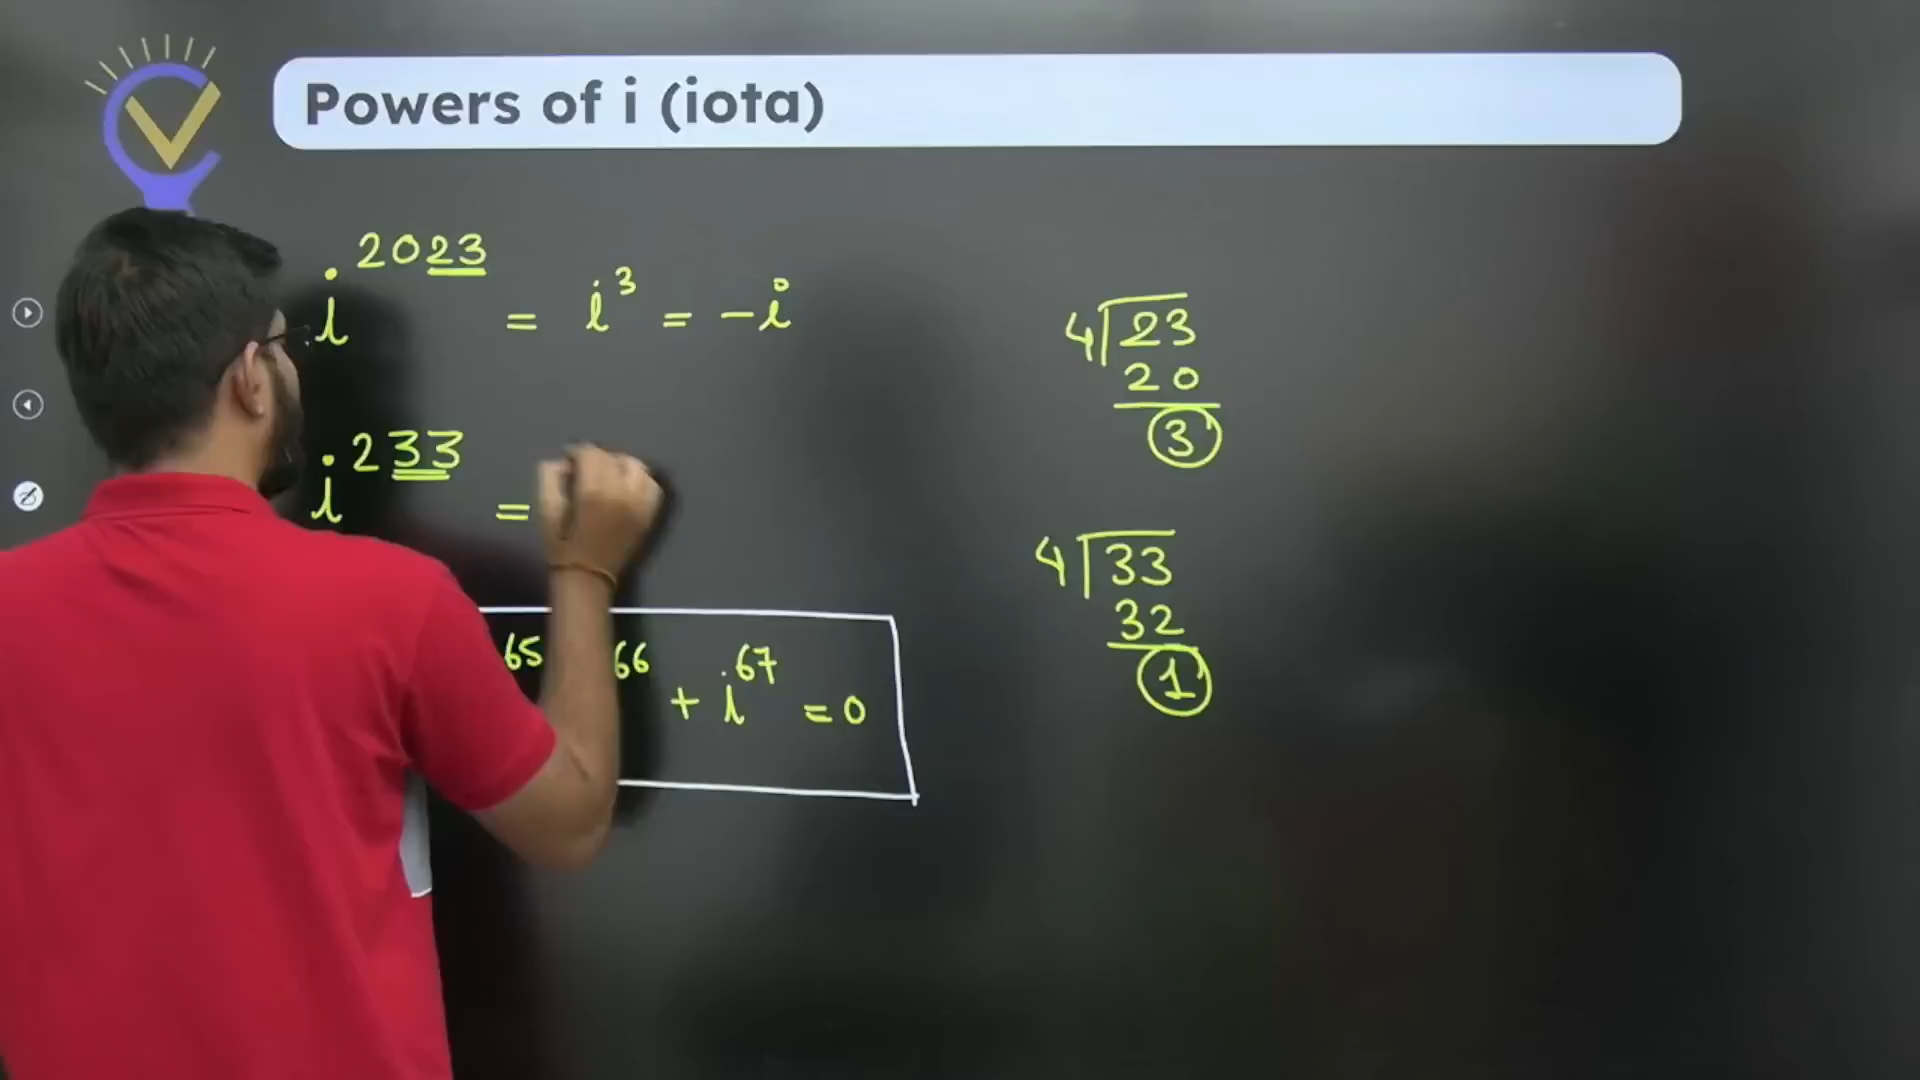 Powers of i (iota)
i^2023 = i^3 = -i
4)23
20
3
i^233 =
4)33
32
1
65 66 + i^67 = 0